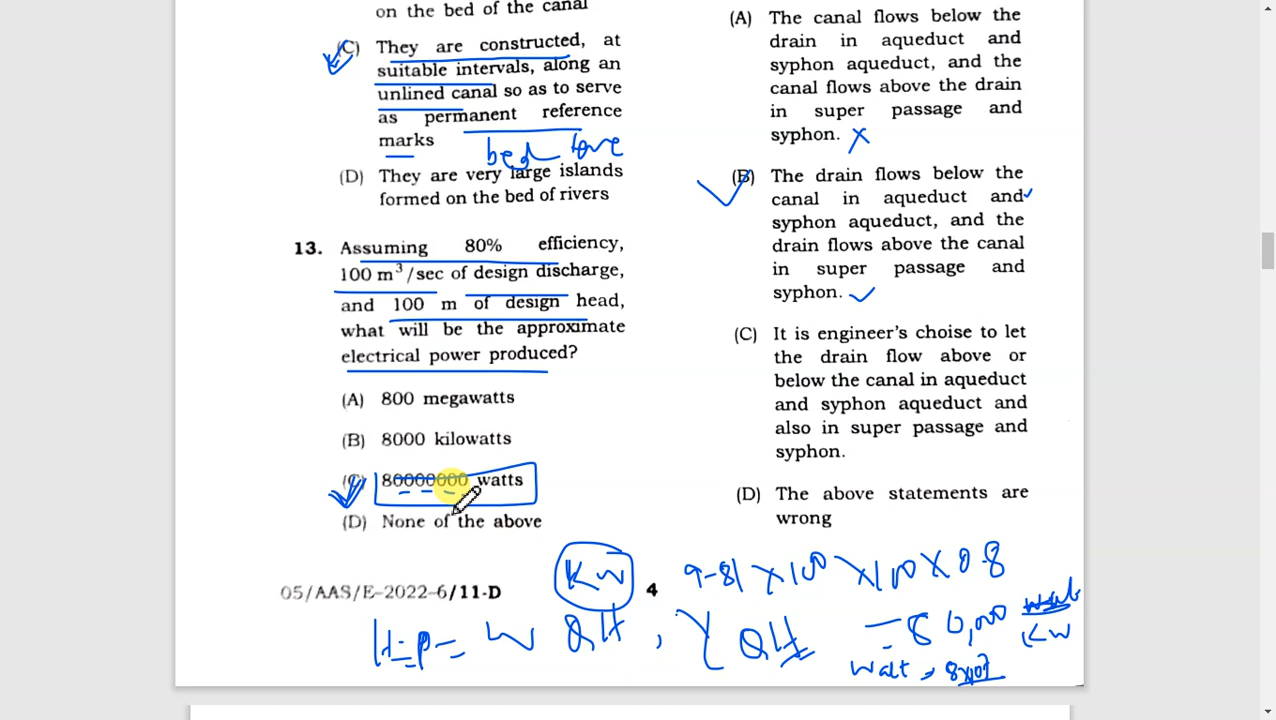 on the bed of the canal
(C) They are constructed, at
suitable intervals, along an
unlined canal so as to serve
as permanent reference
marks
bed
(D) They are very large islands
formed on the bed of rivers
13. Assuming 80% efficiency,
100 m³/sec of design discharge,
and 100 m of design head,
what will be the approximate
electrical power produced?
(A) 800 megawatts
(B) 8000 kilowatts
(C) 80000000 watts
(D) None of the above
05/AAS/E-2022-6/11-D
4
(A) The canal flows below the
drain in aqueduct and
syphon aqueduct, and the
canal flows above the drain
in super passage and
syphon.
(B) The drain flows below the
canal in aqueduct and
syphon aqueduct, and the
drain flows above the canal
in super passage and
syphon.
(C) It is engineer's choise to let
the drain flow above or
below the canal in aqueduct
and syphon aqueduct and
also in super passage and
syphon.
(D) The above statements are
wrong
KW
9.81 × 100 × 100 × 0.8
H.P = W QH, γ QH
= 80,000
KW
Watt = 8×10⁷